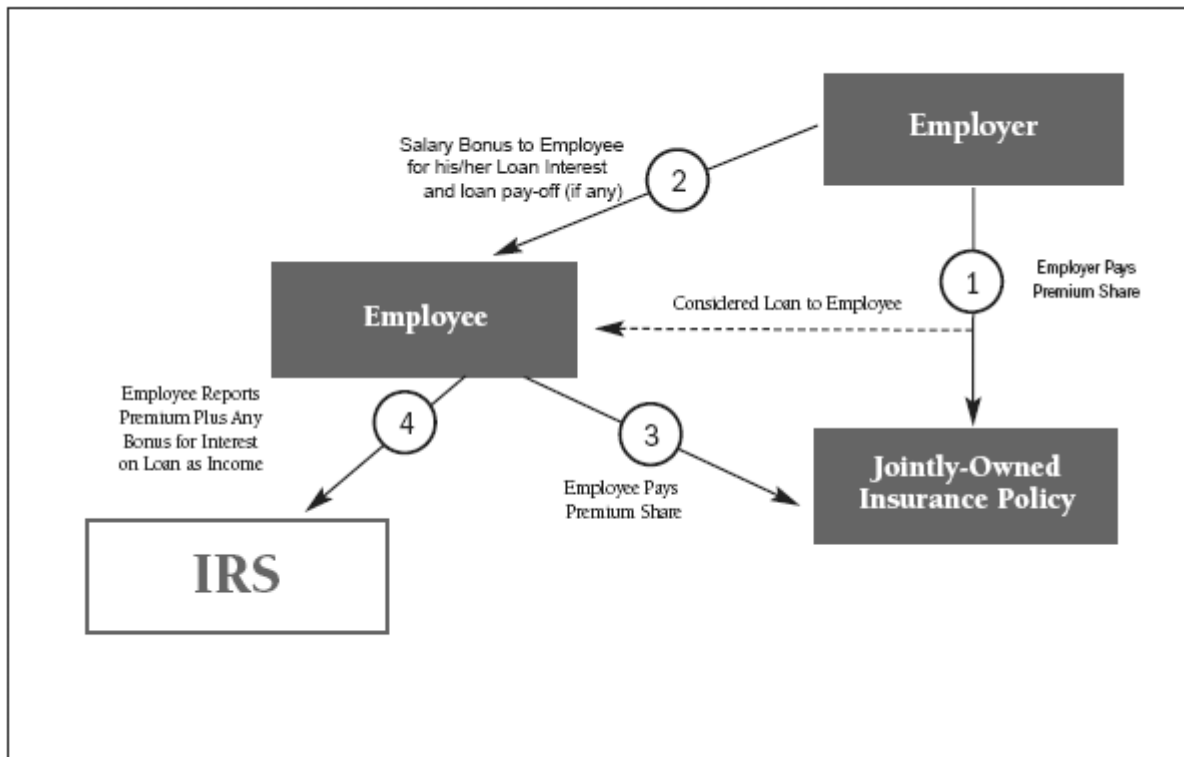 Employer
Salary Bonus to Employee
for his/her Loan Interest
and loan pay-off (if any)
2
1
Employer Pays
Premium Share
Considered Loan to Employee
Employee
Employee Reports
Premium Plus Any
Bonus for Interest
on Loan as Income
4
3
Employee Pays
Premium Share
Jointly-Owned
Insurance Policy
IRS